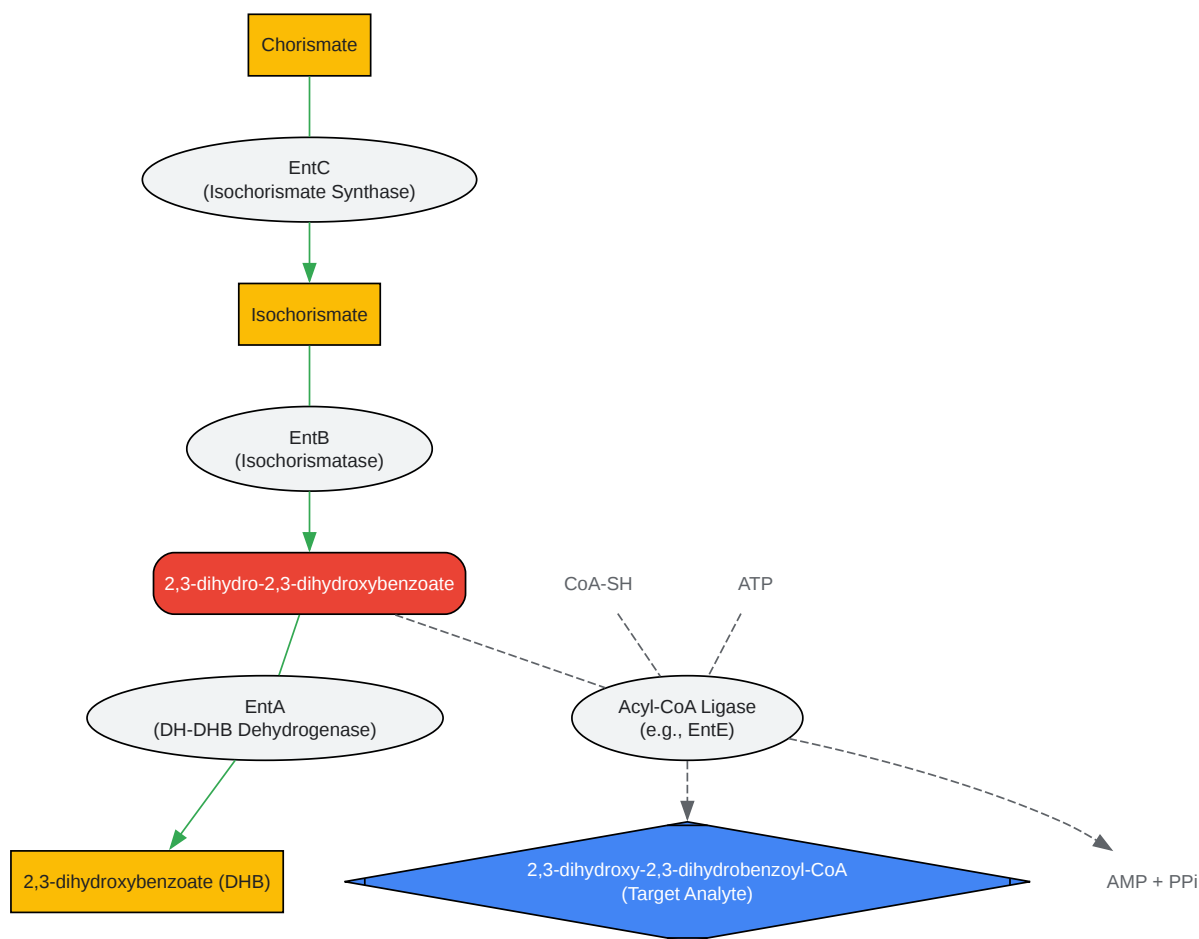 Chorismate
EntC
(Isochorismate Synthase)
Isochorismate
EntB
(Isochorismatase)
2,3-dihydro-2,3-dihydroxybenzoate
CoA-SH
ATP
EntA
(DH-DHB Dehydrogenase)
Acyl-CoA Ligase
(e.g., EntE)
2,3-dihydroxybenzoate (DHB)
2,3-dihydroxy-2,3-dihydrobenzoyl-CoA
(Target Analyte)
AMP + PPi